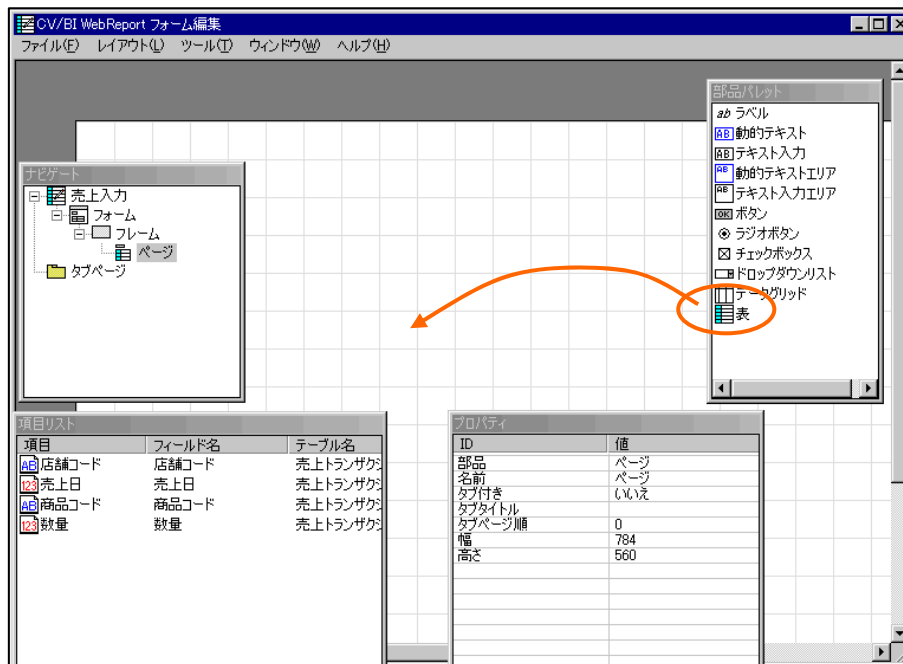 CV/BI WebReport フォーム編集
ファイル(F) レイアウト(L) ツール(T) ウィンドウ(W) ヘルプ(H)
部品パレット
ab ラベル
AB 動的テキスト
AB テキスト入力
AB 動的テキストエリア
AB テキスト入力エリア
OK ボタン
ラジオボタン
チェックボックス
ドロップダウンリスト
データグリッド
表
ナビゲート
売上入力
フォーム
フレーム
ページ
タブページ
項目リスト
項目 フィールド名 テーブル名
AB 店舗コード 店舗コード 売上トランザクシ
123 売上日 売上日 売上トランザクシ
AB 商品コード 商品コード 売上トランザクシ
123 数量 数量 売上トランザクシ
プロパティ
ID 値
部品 ページ
名前 ページ
タブ付き いいえ
タブタイトル
タブページ順 0
幅 784
高さ 560